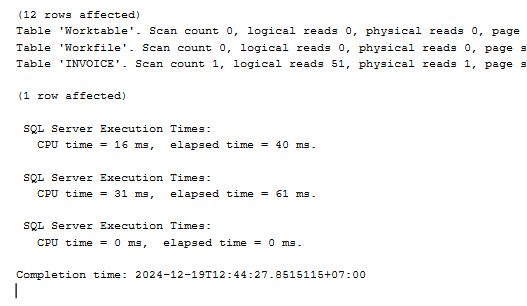 (12 rows affected)
Table 'Worktable'. Scan count 0, logical reads 0, physical reads 0, page
Table 'Workfile'. Scan count 0, logical reads 0, physical reads 0, page s
Table 'INVOICE'. Scan count 1, logical reads 51, physical reads 1, page s
(1 row affected)
SQL Server Execution Times:
CPU time = 16 ms, elapsed time = 40 ms.
SQL Server Execution Times:
CPU time = 31 ms, elapsed time = 61 ms.
SQL Server Execution Times:
CPU time = 0 ms, elapsed time = 0 ms.
Completion time: 2024-12-19T12:44:27.8515115+07:00